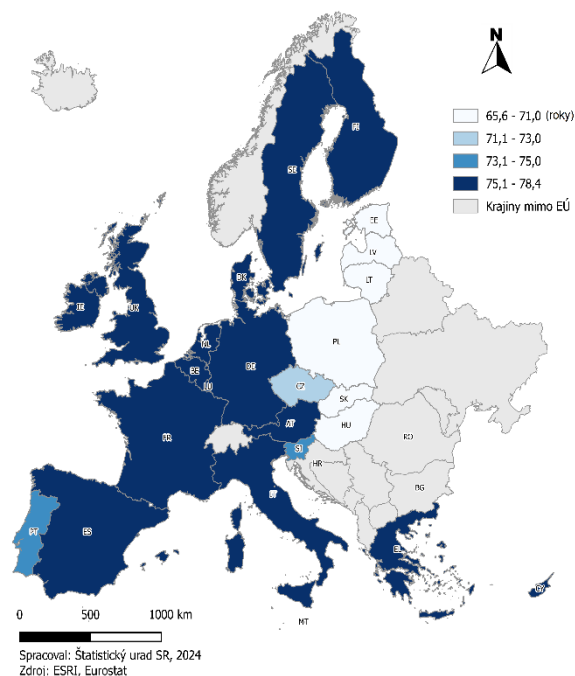 N
65,6 - 71,0 (roky)
71,1 - 73,0
73,1 - 75,0
75,1 - 78,4
Krajiny mimo EÚ
FI
SE
EE
LV
LT
DK
IE
UK
NL
PL
DE
BE
LU
CZ
SK
AT
HU
FR
SI
HR
RO
IT
BG
PT
ES
EL
CY
MT
0 500 1000 km
Spracoval: Štatistický urad SR, 2024
Zdroj: ESRI, Eurostat